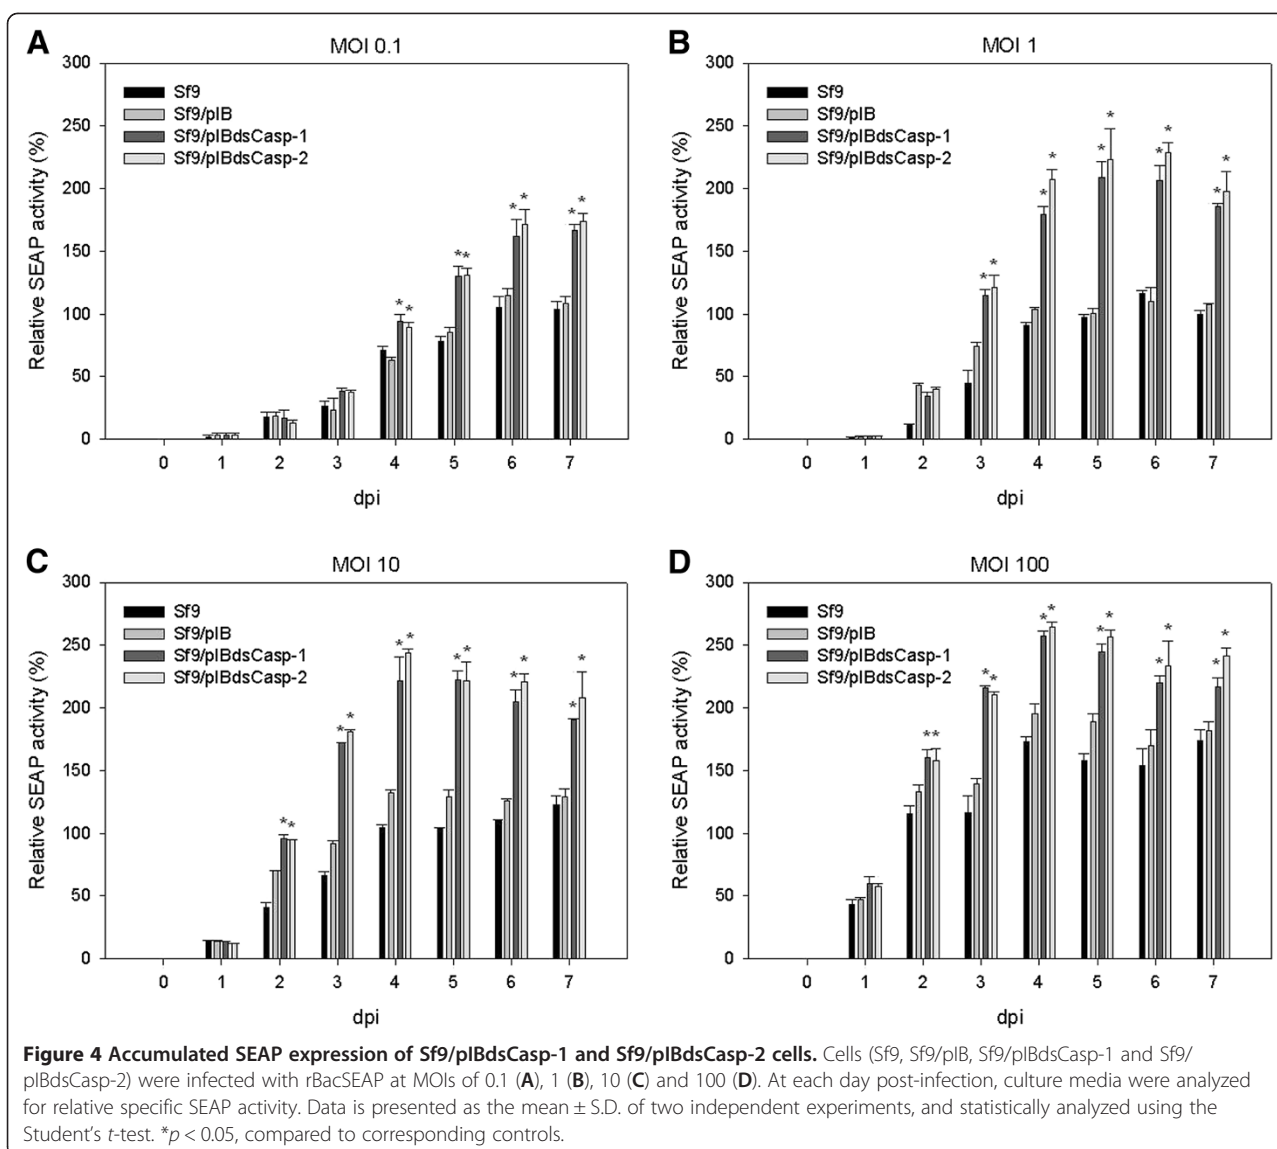 A
MOI 0.1
Relative SEAP activity (%)
300
250
200
150
100
50
0
Sf9
Sf9/pIB
Sf9/pIBdsCasp-1
Sf9/pIBdsCasp-2
* * * * * * * *
0 1 2 3 4 5 6 7
dpi
B
MOI 1
Relative SEAP activity (%)
300
250
200
150
100
50
0
Sf9
Sf9/pIB
Sf9/pIBdsCasp-1
Sf9/pIBdsCasp-2
* * * * * * * * * *
0 1 2 3 4 5 6 7
dpi
C
MOI 10
Relative SEAP activity (%)
300
250
200
150
100
50
0
Sf9
Sf9/pIB
Sf9/pIBdsCasp-1
Sf9/pIBdsCasp-2
* * * * * * * * * * * *
0 1 2 3 4 5 6 7
dpi
D
MOI 100
Relative SEAP activity (%)
300
250
200
150
100
50
0
Sf9
Sf9/pIB
Sf9/pIBdsCasp-1
Sf9/pIBdsCasp-2
* * * * * * * * * * * *
0 1 2 3 4 5 6 7
dpi
Figure 4 Accumulated SEAP expression of Sf9/pIBdsCasp-1 and Sf9/pIBdsCasp-2 cells. Cells (Sf9, Sf9/pIB, Sf9/pIBdsCasp-1 and Sf9/
pIBdsCasp-2) were infected with rBacSEAP at MOIs of 0.1 (A), 1 (B), 10 (C) and 100 (D). At each day post-infection, culture media were analyzed
for relative specific SEAP activity. Data is presented as the mean ± S.D. of two independent experiments, and statistically analyzed using the
Student's t-test. *p < 0.05, compared to corresponding controls.